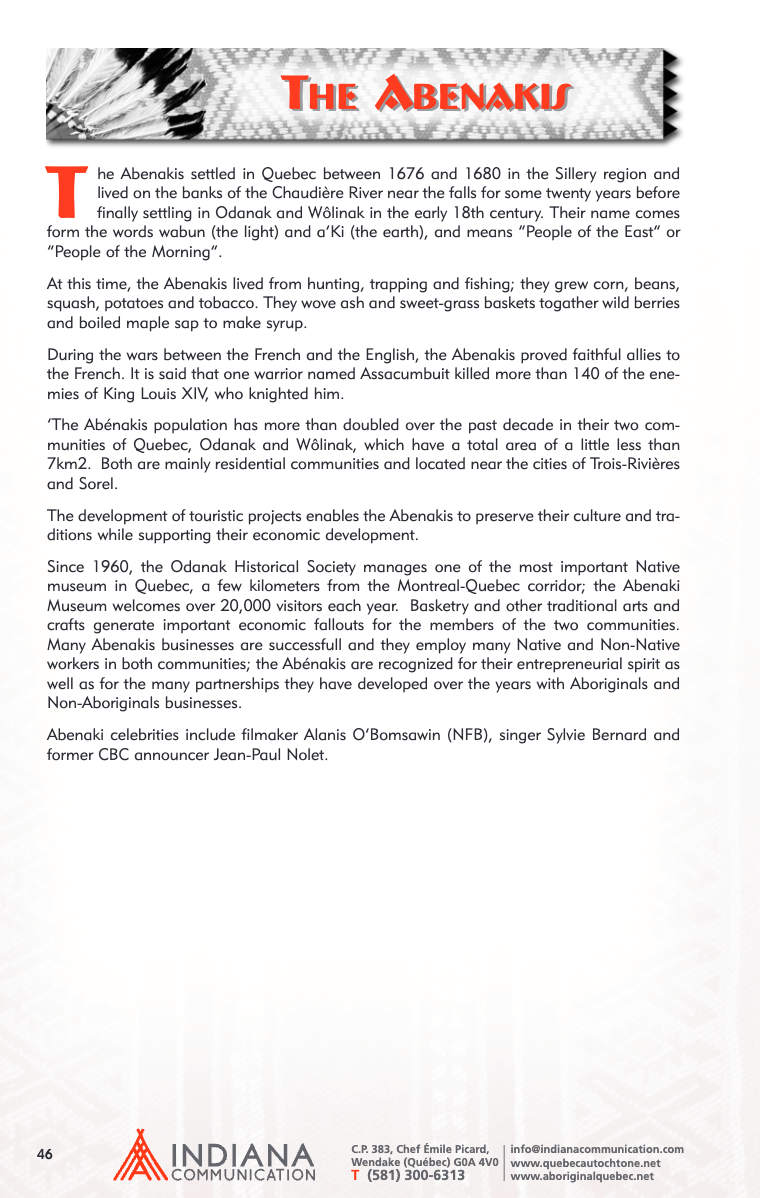 The Abenakis
The Abenakis settled in Quebec between 1676 and 1680 in the Sillery region and
lived on the banks of the Chaudière River near the falls for some twenty years before
finally settling in Odanak and Wôlinak in the early 18th century. Their name comes
form the words wabun (the light) and a’Ki (the earth), and means “People of the East” or
“People of the Morning”.
At this time, the Abenakis lived from hunting, trapping and fishing; they grew corn, beans,
squash, potatoes and tobacco. They wove ash and sweet-grass baskets togather wild berries
and boiled maple sap to make syrup.
During the wars between the French and the English, the Abenakis proved faithful allies to
the French. It is said that one warrior named Assacumbuit killed more than 140 of the ene-
mies of King Louis XIV, who knighted him.
‘The Abénakis population has more than doubled over the past decade in their two com-
munities of Quebec, Odanak and Wôlinak, which have a total area of a little less than
7km2. Both are mainly residential communities and located near the cities of Trois-Rivières
and Sorel.
The development of touristic projects enables the Abenakis to preserve their culture and tra-
ditions while supporting their economic development.
Since 1960, the Odanak Historical Society manages one of the most important Native
museum in Quebec, a few kilometers from the Montreal-Quebec corridor; the Abenaki
Museum welcomes over 20,000 visitors each year. Basketry and other traditional arts and
crafts generate important economic fallouts for the members of the two communities.
Many Abenakis businesses are successfull and they employ many Native and Non-Native
workers in both communities; the Abénakis are recognized for their entrepreneurial spirit as
well as for the many partnerships they have developed over the years with Aboriginals and
Non-Aboriginals businesses.
Abenaki celebrities include filmaker Alanis O’Bomsawin (NFB), singer Sylvie Bernard and
former CBC announcer Jean-Paul Nolet.
46
INDIANA
COMMUNICATION
C.P. 383, Chef Émile Picard,
Wendake (Québec) G0A 4V0
T (581) 300-6313
info@indianacommunication.com
www.quebecautochtone.net
www.aboriginalquebec.net